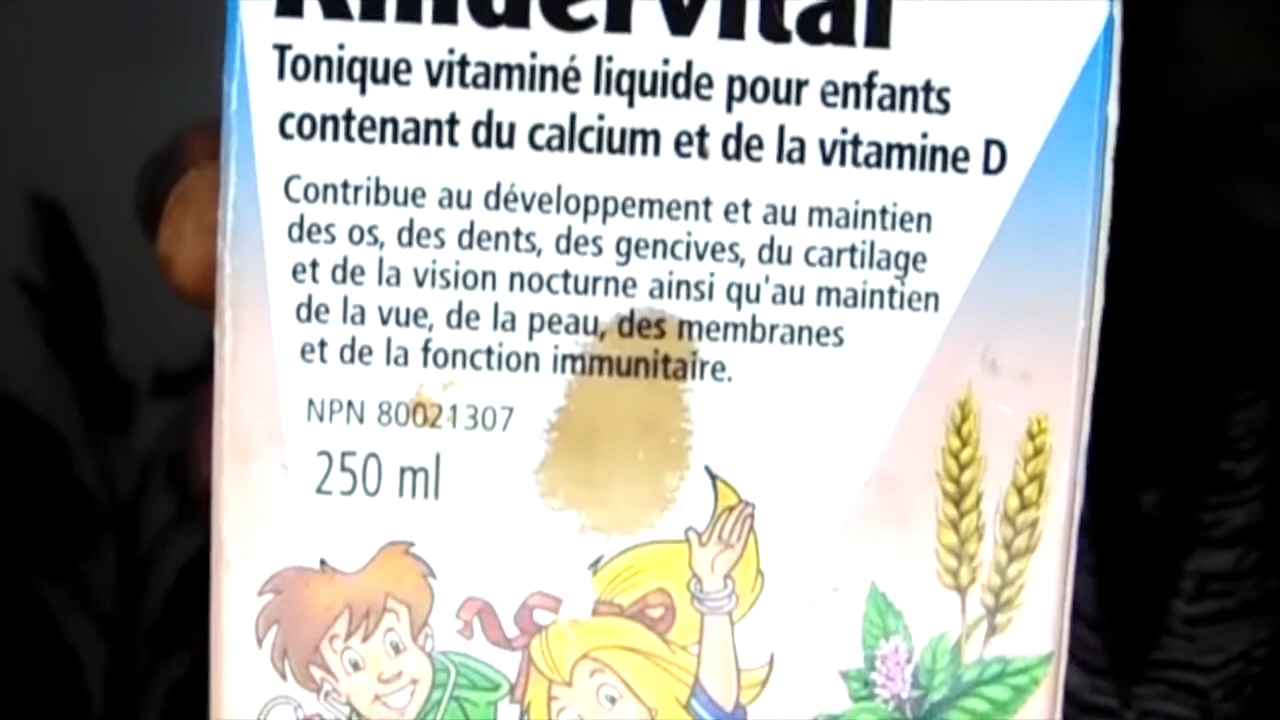 Kindervital
Tonique vitaminé liquide pour enfants
contenant du calcium et de la vitamine D
Contribue au développement et au maintien
des os, des dents, des gencives, du cartilage
et de la vision nocturne ainsi qu'au maintien
de la vue, de la peau, des membranes
et de la fonction immunitaire.
NPN 80021307
250 ml